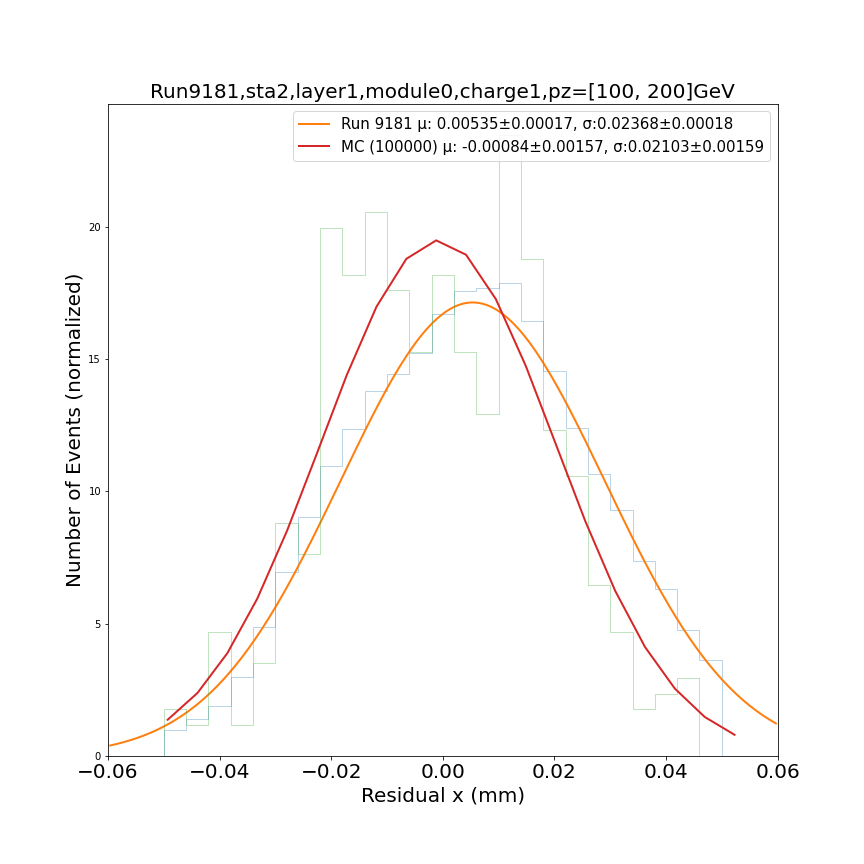 Run9181,sta2,layer1,module0,charge1,pz=[100, 200]GeV
Run 9181 μ: 0.00535±0.00017, σ:0.02368±0.00018
MC (100000) μ: -0.00084±0.00157, σ:0.02103±0.00159
Number of Events (normalized)
20
15
10
5
0
−0.06 −0.04 −0.02 0.00 0.02 0.04 0.06
Residual x (mm)